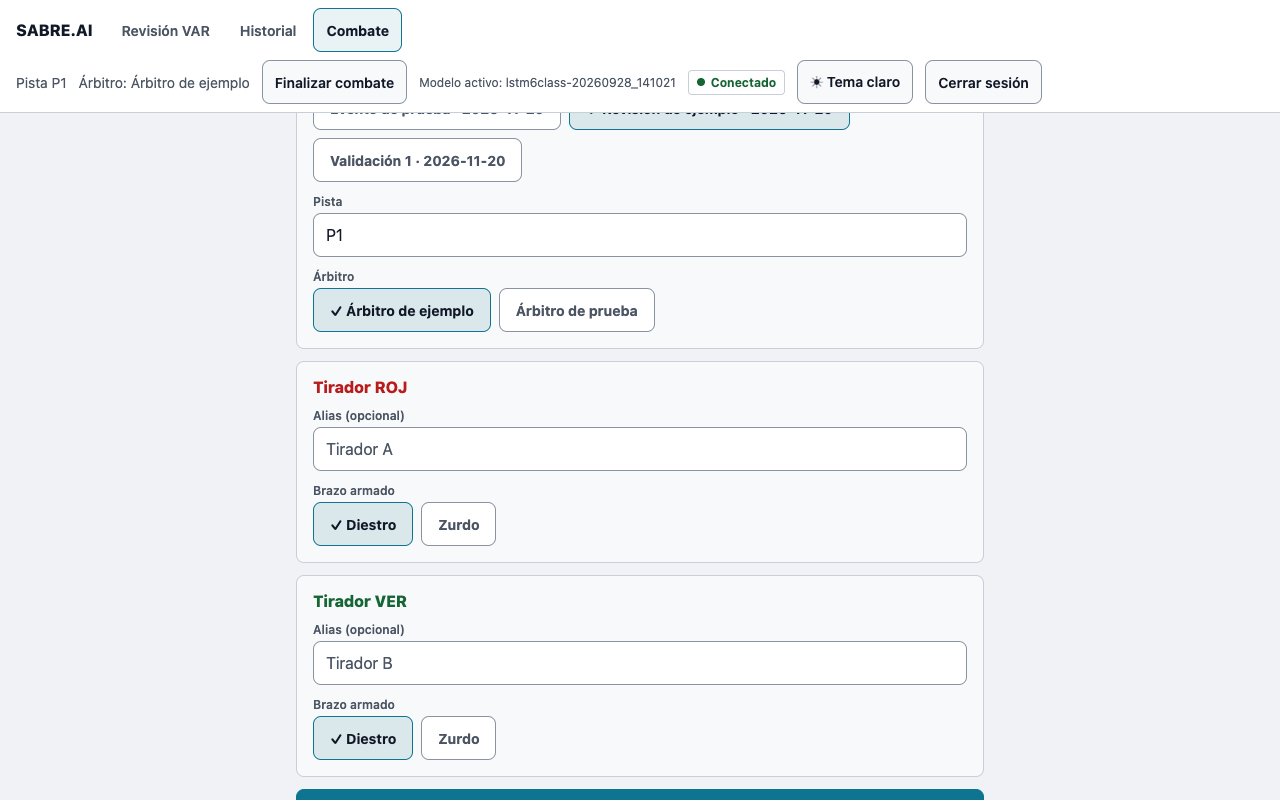 SABRE.AI Revisión VAR Historial Combate
Pista P1 Árbitro: Árbitro de ejemplo Finalizar combate Modelo activo: lstm6class-20260928_141021 Conectado ☀ Tema claro Cerrar sesión
Validación 1 · 2026-11-20
Pista
P1
Árbitro
✓ Árbitro de ejemplo Árbitro de prueba
Tirador ROJ
Alias (opcional)
Tirador A
Brazo armado
✓ Diestro Zurdo
Tirador VER
Alias (opcional)
Tirador B
Brazo armado
✓ Diestro Zurdo